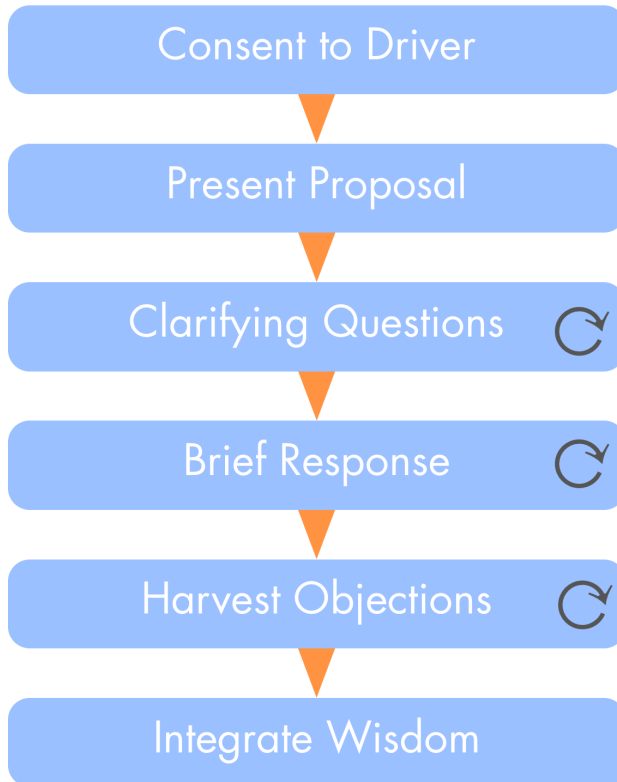 Consent to Driver
Present Proposal
Clarifying Questions
Brief Response
Harvest Objections
Integrate Wisdom